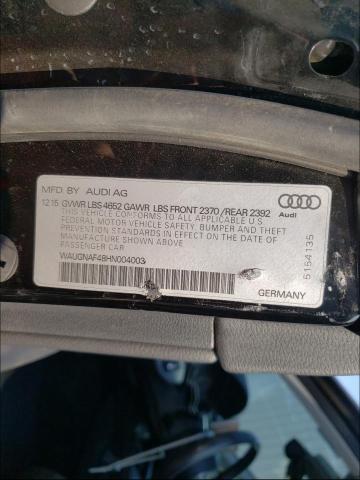 MFD. BY AUDI AG
12.15 GVWR LBS 4652 GAWR LBS FRONT 2370 / REAR 2392
THIS VEHICLE CONFORMS TO ALL APPLICABLE U.S.
FEDERAL MOTOR VEHICLE SAFETY, BUMPER AND THEFT
PREVENTION STANDARDS IN EFFECT ON THE DATE OF
MANUFACTURE SHOWN ABOVE.
PASSENGER CAR
WAUGNAF48HN004003
Audi
5164135
GERMANY